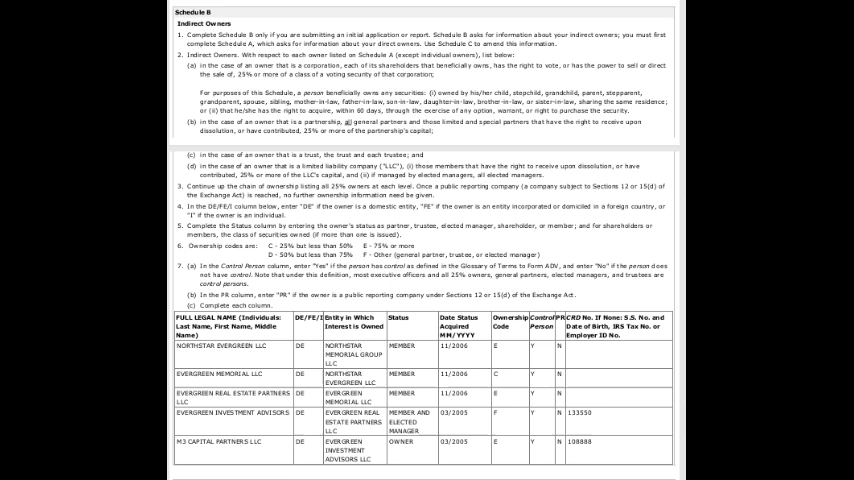 Schedule B
Indirect Owners
1. Complete Schedule B only if you are submitting an initial application or report. Schedule B asks for information about your indirect owners; you must first
complete Schedule A, which asks for information about your direct owners. Use Schedule C to amend this information.
2. Indirect Owners. With respect to each owner listed on Schedule A (except individual owners), list below:
(a) in the case of an owner that is a corporation, each of its shareholders that beneficially owns, has the right to vote, or has the power to sell or direct
the sale of, 25% or more of a class of a voting security of that corporation;
For purposes of this Schedule, a person beneficially owns any securities: (i) owned by his/her child, stepchild, grandchild, parent, stepparent,
grandparent, spouse, sibling, mother-in-law, father-in-law, son-in-law, daughter-in-law, brother-in-law, or sister-in-law, sharing the same residence;
or (ii) that he/she has the right to acquire, within 60 days, through the exercise of any option, warrant, or right to purchase the security.
(b) in the case of an owner that is a partnership, all general partners and those limited and special partners that have the right to receive upon
dissolution, or have contributed, 25% or more of the partnership's capital;
(c) in the case of an owner that is a trust, the trust and each trustee; and
(d) in the case of an owner that is a limited liability company ("LLC"), (i) those members that have the right to receive upon dissolution, or have
contributed, 25% or more of the LLC's capital, and (ii) if managed by elected managers, all elected managers.
3. Continue up the chain of ownership listing all 25% owners at each level. Once a public reporting company (a company subject to Sections 12 or 15(d) of
the Exchange Act) is reached, no further ownership information need be given.
4. In the DE/FE/I column below, enter "DE" if the owner is a domestic entity, "FE" if the owner is an entity incorporated or domiciled in a foreign country, or
"I" if the owner is an individual.
5. Complete the Status column by entering the owner's status as partner, trustee, elected manager, shareholder, or member; and for shareholders or
members, the class of securities owned (if more than one is issued).
6. Ownership codes are: C - 25% but less than 50% E - 75% or more
D - 50% but less than 75% F - Other (general partner, trustee, or elected manager)
7. (a) In the Control Person column, enter "Yes" if the person has control as defined in the Glossary of Terms to Form ADV, and enter "No" if the person does
not have control. Note that under this definition, most executive officers and all 25% owners, general partners, elected managers, and trustees are
control persons.
(b) In the PR column, enter "PR" if the owner is a public reporting company under Sections 12 or 15(d) of the Exchange Act.
(c) Complete each column.
FULL LEGAL NAME (Individuals: DE/FE/I Entity in Which Status Date Status Ownership Control PR CRD No. If None: S.S. No. and
Last Name, First Name, Middle Interest is Owned Acquired Code Person Date of Birth, IRS Tax No. or
Name) MM/YYYY Employer ID No.
NORTHSTAR EVERGREEN LLC DE NORTHSTAR MEMBER 11/2006 E Y N
MEMORIAL GROUP
LLC
EVERGREEN MEMORIAL LLC DE NORTHSTAR MEMBER 11/2006 C Y N
EVERGREEN LLC
EVERGREEN REAL ESTATE PARTNERS DE EVERGREEN MEMBER 11/2006 E Y N
LLC MEMORIAL LLC
EVERGREEN INVESTMENT ADVISORS DE EVERGREEN REAL MEMBER AND 03/2005 F Y N 133550
ESTATE PARTNERS ELECTED
LLC MANAGER
M3 CAPITAL PARTNERS LLC DE EVERGREEN OWNER 03/2005 E Y N 108888
INVESTMENT
ADVISORS LLC